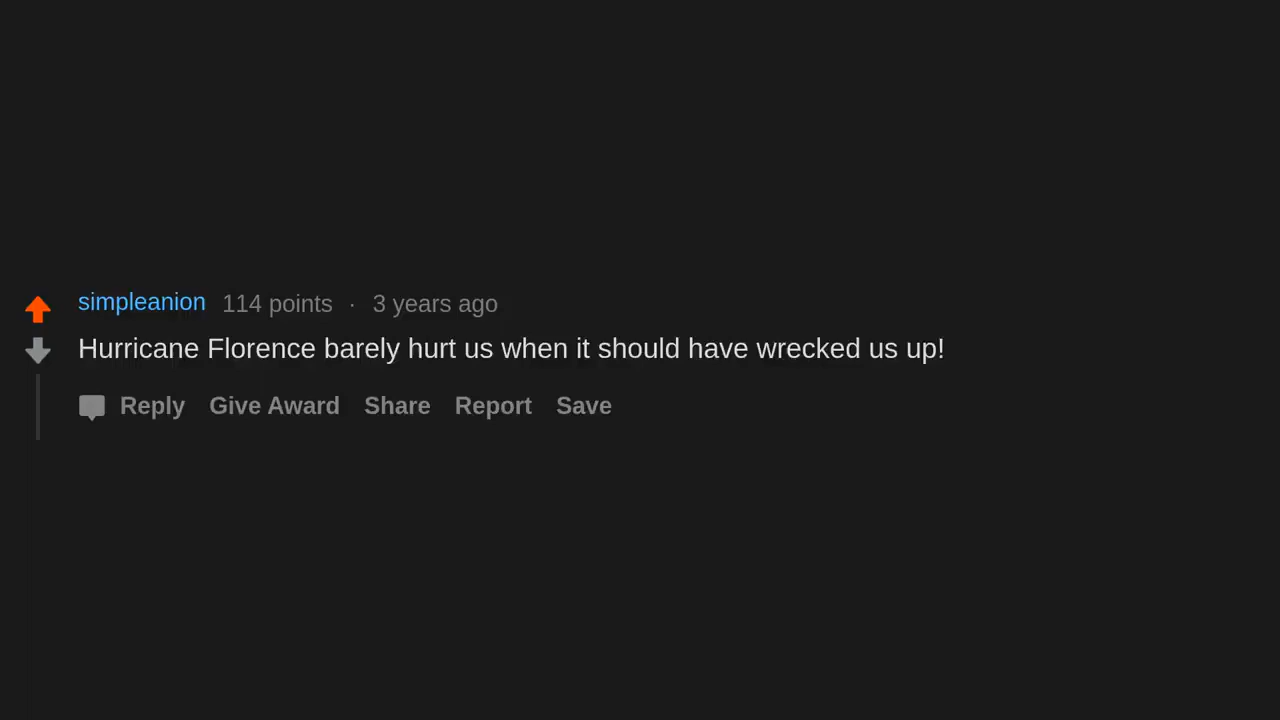 simpleanion 114 points · 3 years ago
Hurricane Florence barely hurt us when it should have wrecked us up!
Reply Give Award Share Report Save